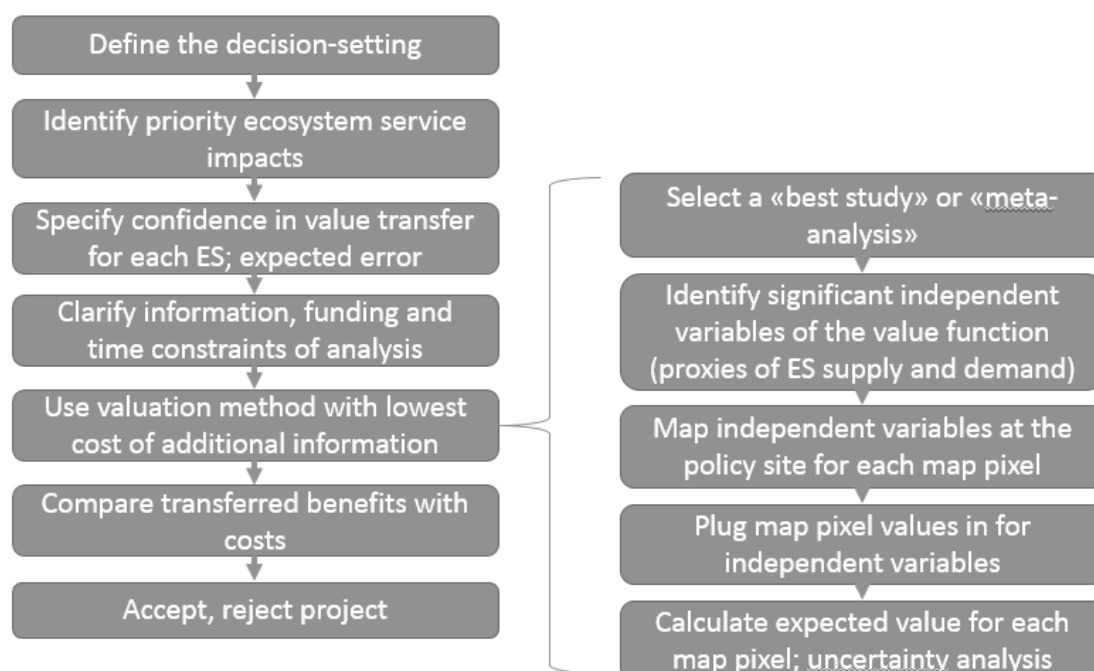 Define the decision-setting
Identify priority ecosystem service
impacts
Specify confidence in value transfer
for each ES; expected error
Clarify information, funding and
time constraints of analysis
Use valuation method with lowest
cost of additional information
Compare transferred benefits with
costs
Accept, reject project
Select a «best study» or «meta-
analysis»
Identify significant independent
variables of the value function
(proxies of ES supply and demand)
Map independent variables at the
policy site for each map pixel
Plug map pixel values in for
independent variables
Calculate expected value for each
map pixel; uncertainty analysis